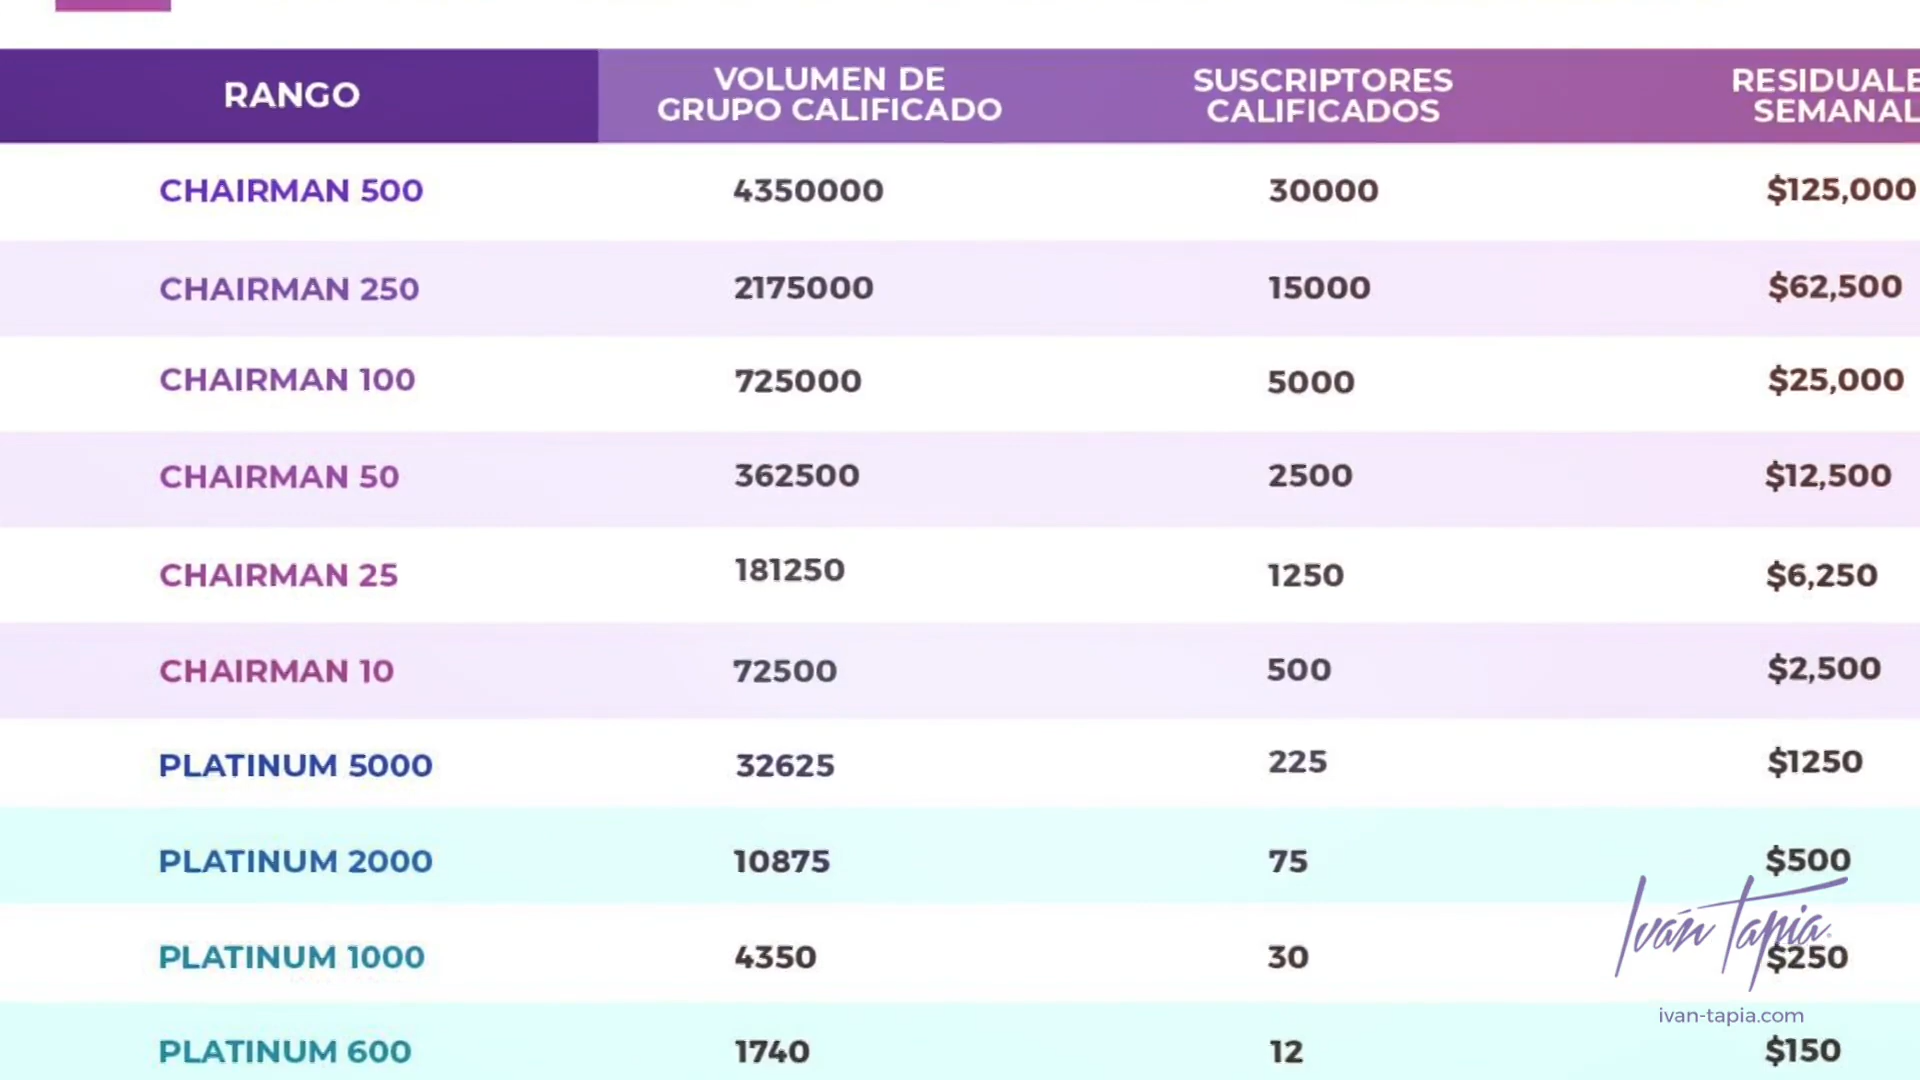 RANGO
VOLUMEN DE
GRUPO CALIFICADO
SUSCRIPTORES
CALIFICADOS
RESIDUALE
SEMANAL
CHAIRMAN 500 4350000 30000 $125,000
CHAIRMAN 250 2175000 15000 $62,500
CHAIRMAN 100 725000 5000 $25,000
CHAIRMAN 50 362500 2500 $12,500
CHAIRMAN 25 181250 1250 $6,250
CHAIRMAN 10 72500 500 $2,500
PLATINUM 5000 32625 225 $1250
PLATINUM 2000 10875 75 $500
PLATINUM 1000 4350 30 $250
PLATINUM 600 1740 12 $150
Iván Tapia
ivan-tapia.com